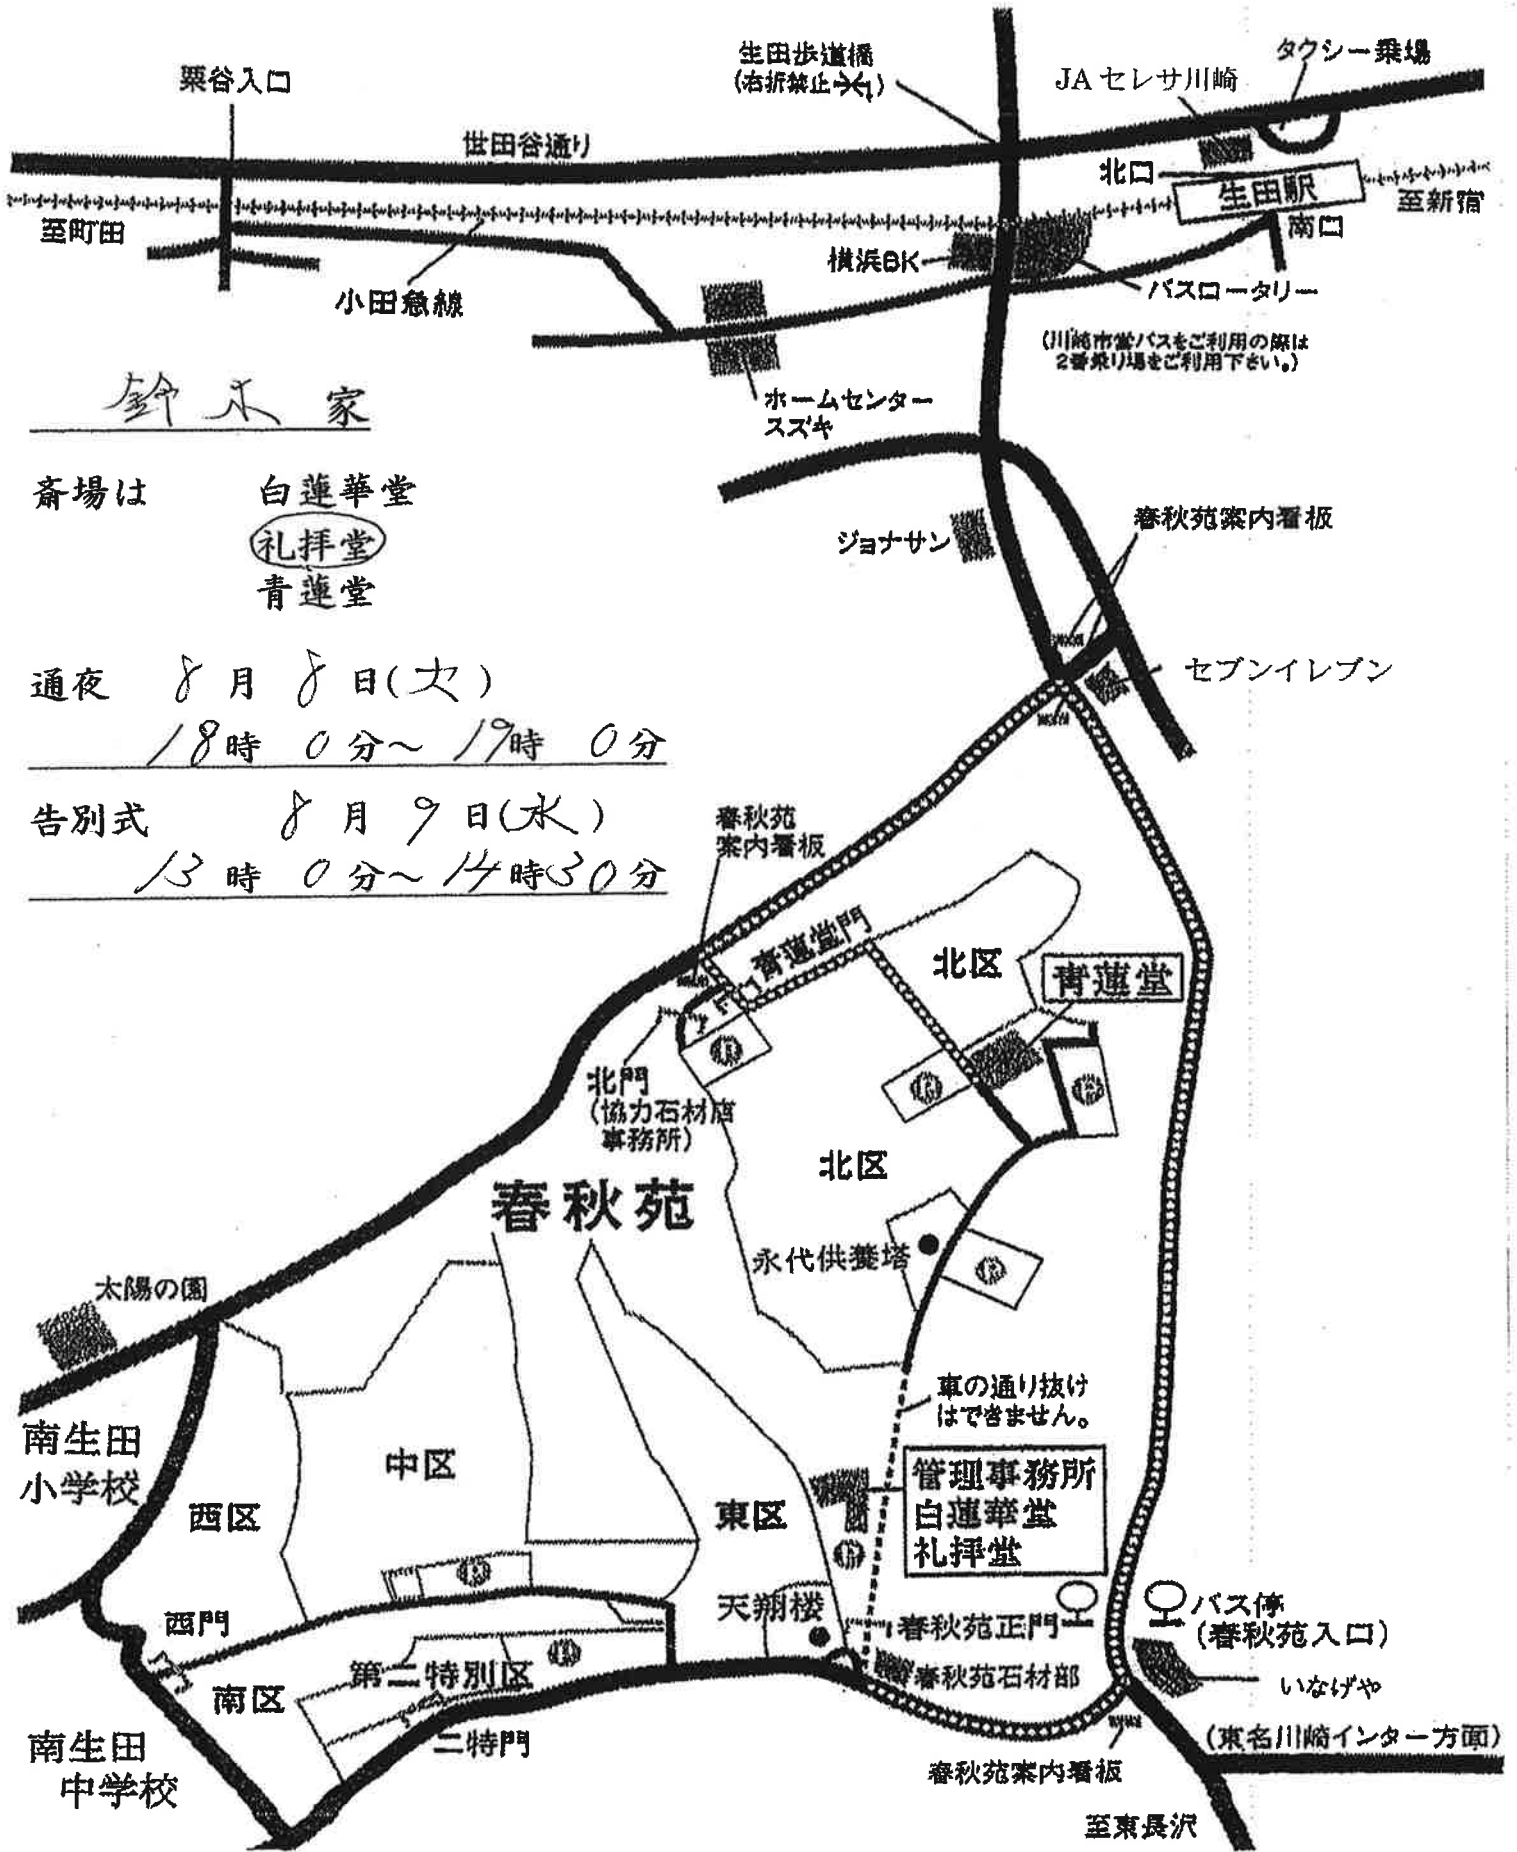 生田歩道橋
(右折禁止)
タクシー乗場
粟谷入口
JAセレサ川崎
世田谷通り
北口
生田駅
至新宿
至町田
南口
横浜BK
小田急線
バスロータリー
(川崎市営バスをご利用の際は
2番乗り場をご利用下さい。)
ホームセンター
スズキ
鈴木家
斎場は 白蓮華堂
礼拝堂
青蓮堂
ジョナサン
春秋苑案内看板
セブンイレブン
通夜 8月8日(火)
18時0分～19時0分
告別式 8月9日(水)
13時0分～14時30分
春秋苑
案内看板
青蓮堂門
北区
青蓮堂
北門
(協力石材店
事務所)
北区
春秋苑
永代供養塔
太陽の園
車の通り抜け
はできません。
南生田
小学校
中区
西区
東区
管理事務所
白蓮華堂
礼拝堂
天翔楼
バス停
(春秋苑入口)
西門
春秋苑正門
第二特別区
春秋苑石材部
いなげや
南区
二特門
(東名川崎インター方面)
南生田
中学校
春秋苑案内看板
至東長沢